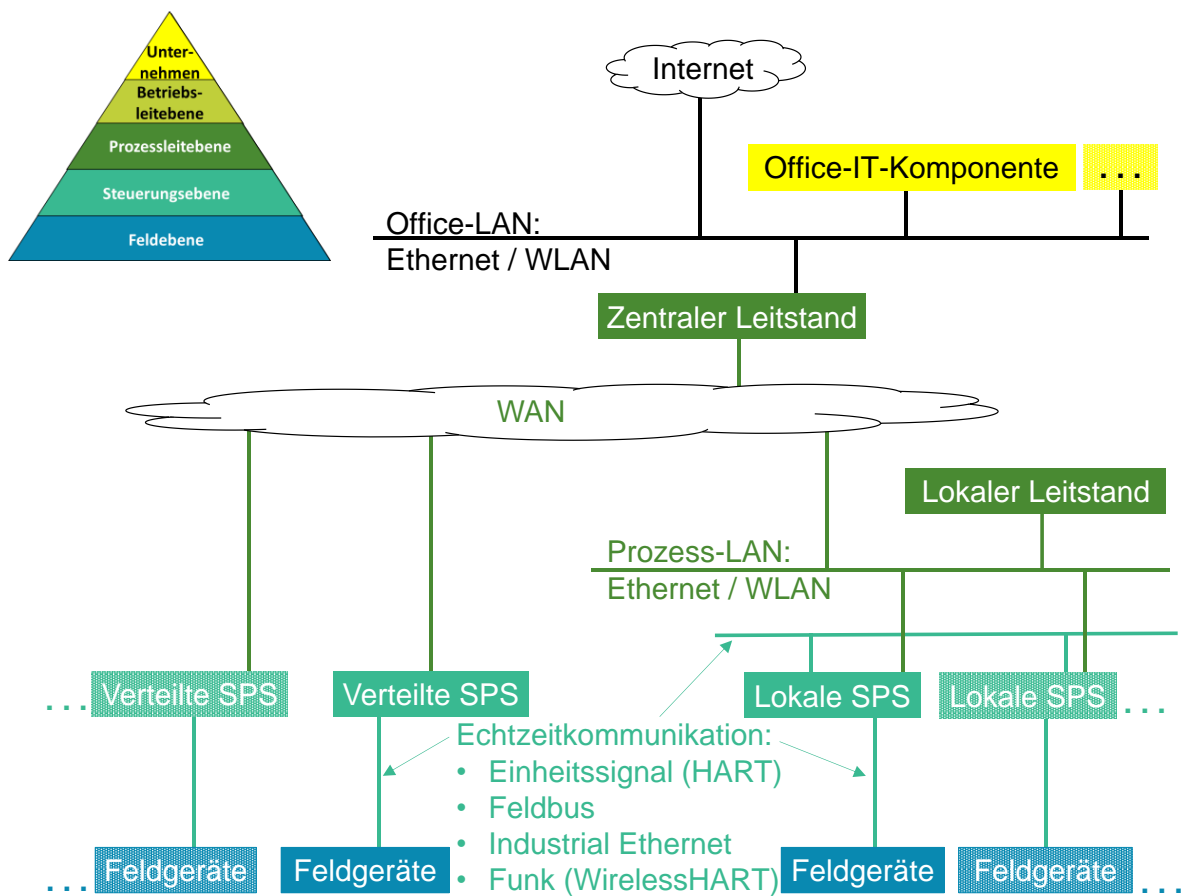 Unter-
nehmen
Betriebs-
leitebene
Prozessleitebene
Steuerungsebene
Feldebene
Internet
Office-IT-Komponente
. . .
Office-LAN:
Ethernet / WLAN
Zentraler Leitstand
WAN
Lokaler Leitstand
Prozess-LAN:
Ethernet / WLAN
. . . Verteilte SPS
Verteilte SPS
Lokale SPS
Lokale SPS . . .
Echtzeitkommunikation:
• Einheitssignal (HART)
• Feldbus
• Industrial Ethernet
• Funk (WirelessHART)
. . . Feldgeräte
Feldgeräte
Feldgeräte
Feldgeräte . . .